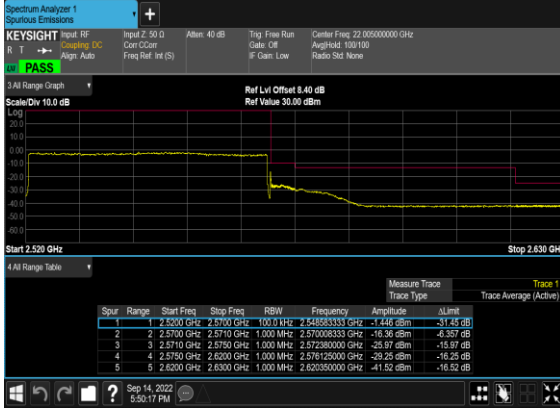 Spectrum Analyzer 1
Spurious Emissions
KEYSIGHT Input: RF Input Z: 50 Ω Atten: 40 dB Trig: Free Run Center Freq: 22.005000000 GHz
R T Coupling: DC Corr CCorr Gate: Off Avg|Hold: 100/100
Align: Auto Freq Ref: Int (S) IF Gain: Low Radio Std: None
LXI PASS
3.All Range Graph
Ref Lvl Offset 8.40 dB
Scale/Div 10.0 dB Ref Value 30.00 dBm
Log
20.0
10.0
0.00
-10.0
-20.0
-30.0
-40.0
-50.0
-60.0
Start 2.520 GHz Stop 2.630 GH
4.All Range Table
Measure Trace Trace 1
Trace Type Trace Average (Active)
Spur Range Start Freq Stop Freq RBW Frequency Amplitude ΔLimit
1 1 2.5200 GHz 2.5700 GHz 100.0 kHz 2.548583333 GHz -1.446 dBm -31.45 dB
2 2 2.5700 GHz 2.5710 GHz 1.000 MHz 2.570008333 GHz -16.36 dBm -6.357 dB
3 3 2.5710 GHz 2.5750 GHz 1.000 MHz 2.572380000 GHz -25.97 dBm -15.97 dB
4 4 2.5750 GHz 2.6200 GHz 1.000 MHz 2.576125000 GHz -29.25 dBm -16.25 dB
5 5 2.6200 GHz 2.6300 GHz 1.000 MHz 2.620350000 GHz -41.52 dBm -16.52 dB
Sep 14, 2022
5:50:17 PM